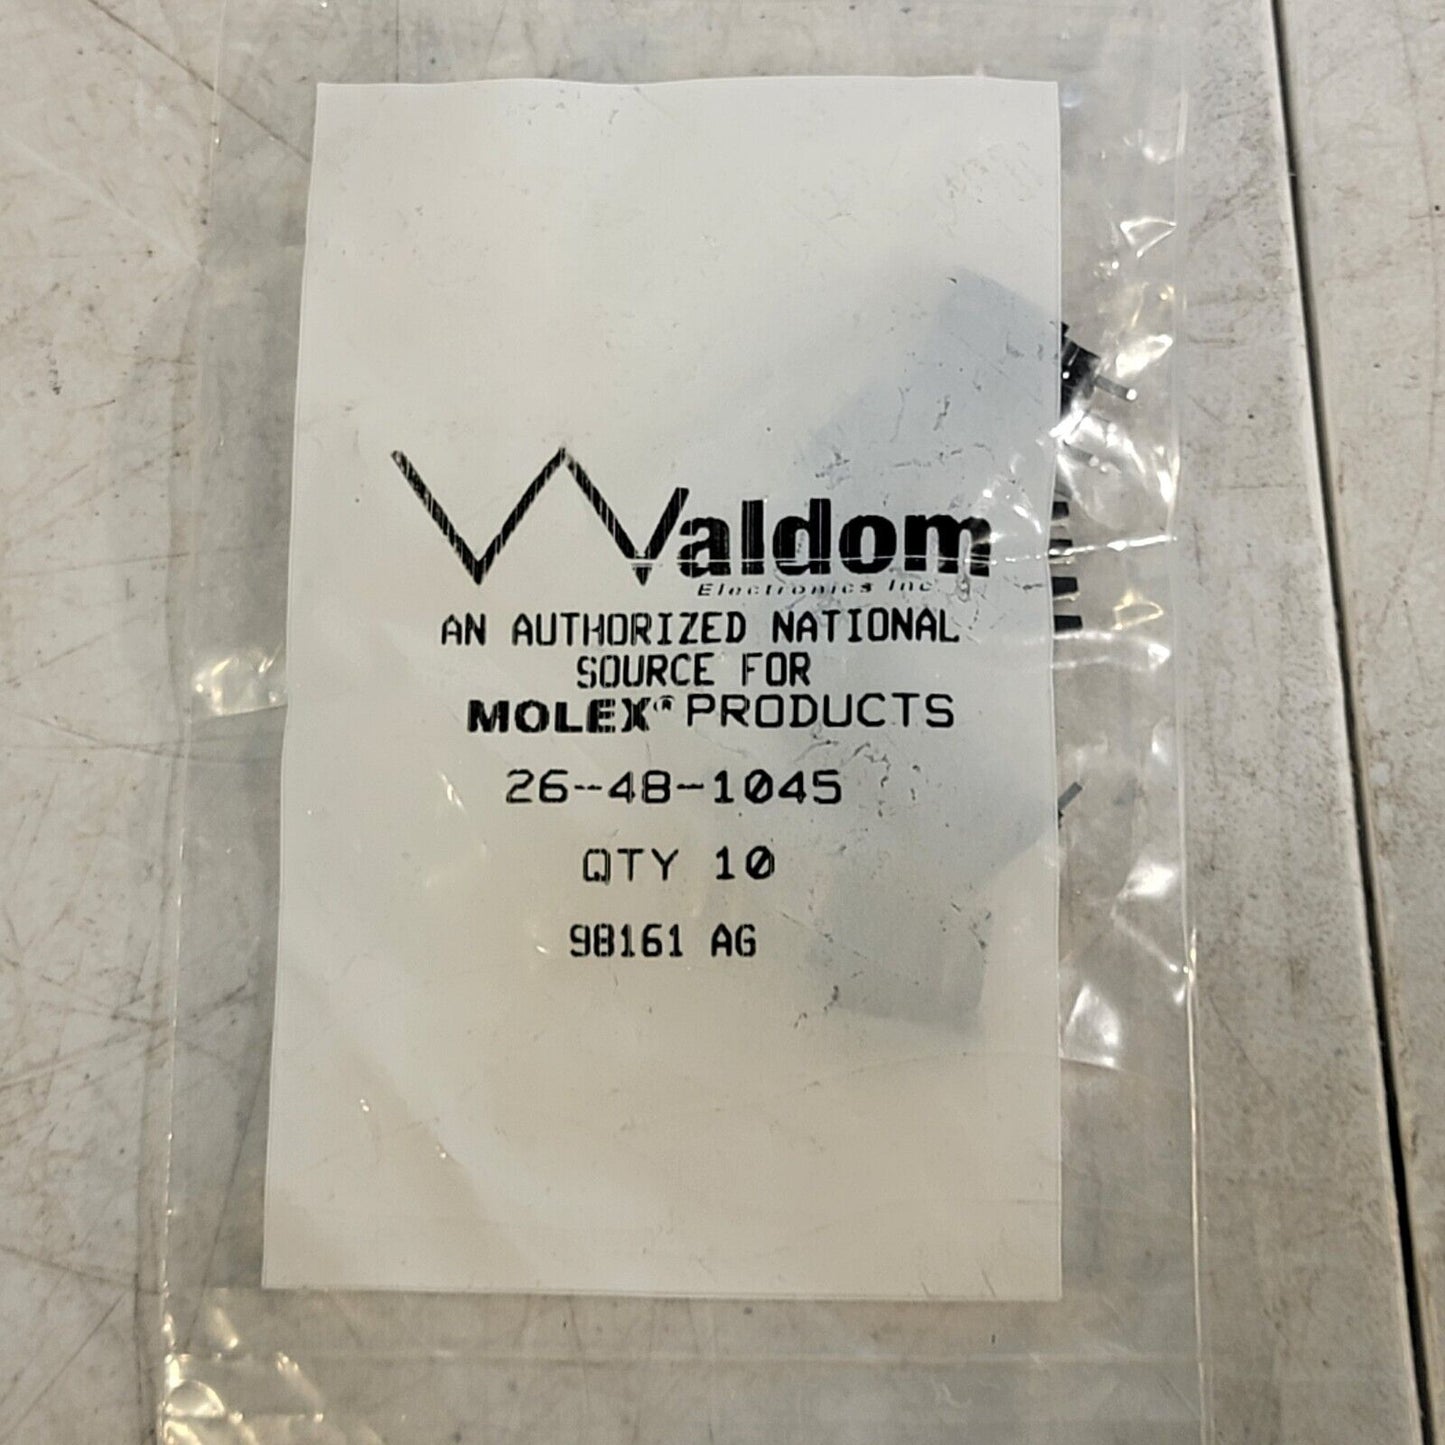 Waldom
Electronics Inc.
AN AUTHORIZED NATIONAL
SOURCE FOR
MOLEX® PRODUCTS
26-48-1045
QTY 10
98161 AG